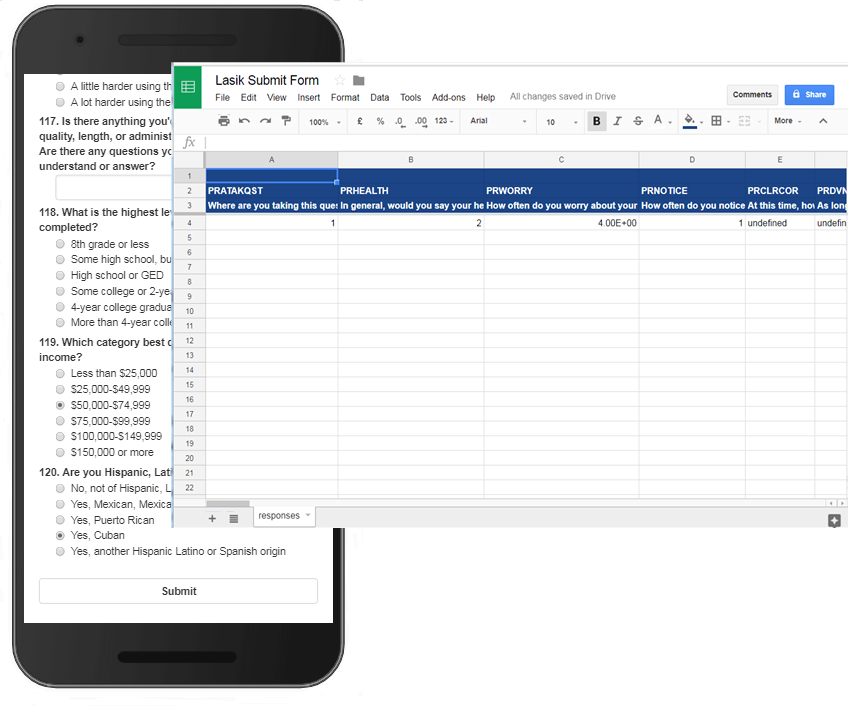 A little harder using th
A lot harder using the
117. Is there anything you'
quality, length, or administ
Are there any questions yo
understand or answer?
118. What is the highest lev
completed?
8th grade or less
Some high school, bu
High school or GED
Some college or 2-ye
4-year college gradua
More than 4-year colle
119. Which category best d
income?
Less than $25,000
$25,000-$49,999
$50,000-$74,999
$75,000-$99,999
$100,000-$149,999
$150,000 or more
120. Are you Hispanic, Lati
No, not of Hispanic, L
Yes, Mexican, Mexica
Yes, Puerto Rican
Yes, Cuban
Yes, another Hispanic Latino or Spanish origin
Submit
Lasik Submit Form
File Edit View Insert Format Data Tools Add-ons Help All changes saved in Drive
Comments Share
100% £ % .0 .00 123 Arial 10 B I S A More
fx
A B C D E
1
2 PRATAKQST PRHEALTH PRWORRY PRNOTICE PRCLRCOR PRDVN
3 Where are you taking this ques In general, would you say your he How often do you worry about your How often do you notice At this time, how As long
4 1 2 4.00E+00 1 undefined undefin
5
6
7
8
9
10
11
12
13
14
15
16
17
18
19
20
21
22
+ responses